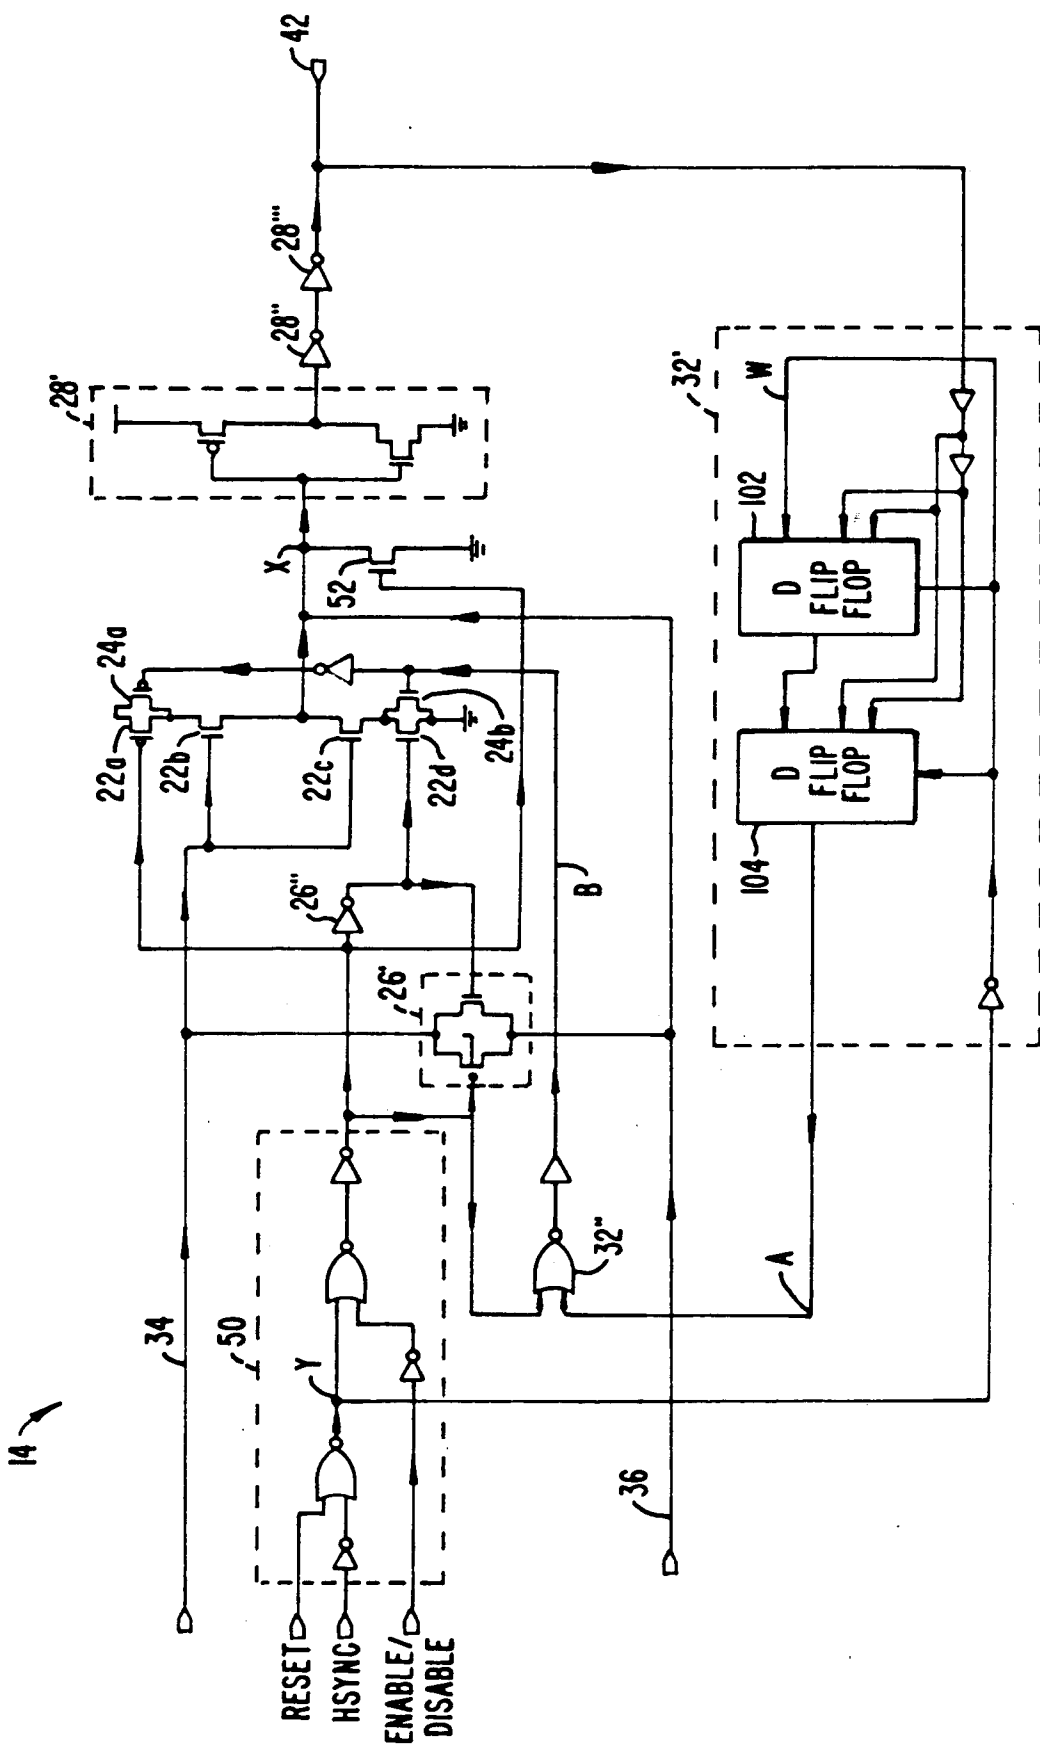 14
34
50
Y
RESET
HSYNC
ENABLE/
DISABLE
36
26'
26"
22a
24a
22b
22c
22d
24b
X
52
28'
28"
28'''
42
B
32"
A
32'
W
102
D
FLIP
FLOP
104
D
FLIP
FLOP